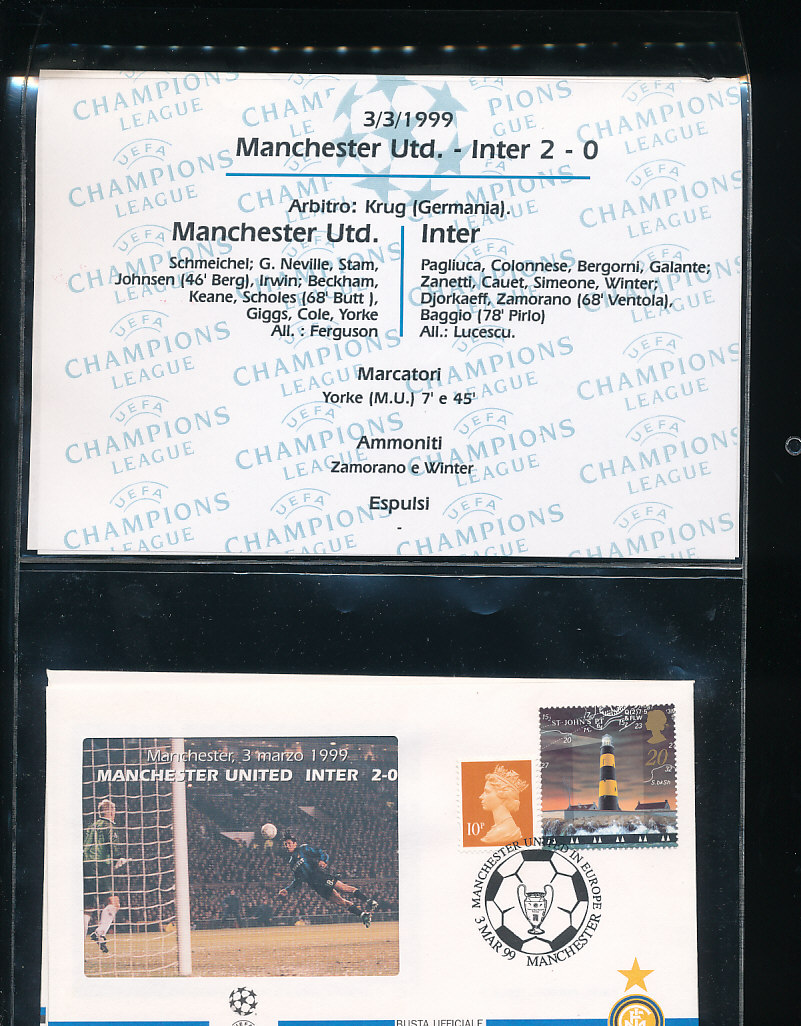 3/3/1999
Manchester Utd. - Inter 2 - 0
Arbitro: Krug (Germania).
Manchester Utd.
Schmeichel; G. Neville, Stam,
Johnsen (46' Berg), Irwin; Beckham,
Keane, Scholes (68' Butt ),
Giggs, Cole, Yorke
All. : Ferguson
Inter
Pagliuca, Colonnese, Bergorni, Galante;
Zanetti, Cauet, Simeone, Winter;
Djorkaeff, Zamorano (68' Ventola),
Baggio (78' Pirlo)
All.: Lucescu.
Marcatori
Yorke (M.U.) 7' e 45'
Ammoniti
Zamorano e Winter
Espulsi
-
UEFA
CHAMPIONS
LEAGUE
Manchester, 3 marzo 1999
MANCHESTER UNITED INTER 2-0
10P
ST JOHN'S PT
20
MANCHESTER UNITED IN EUROPE
3 MAR 99 MANCHESTER
BUSTA UFFICIALE